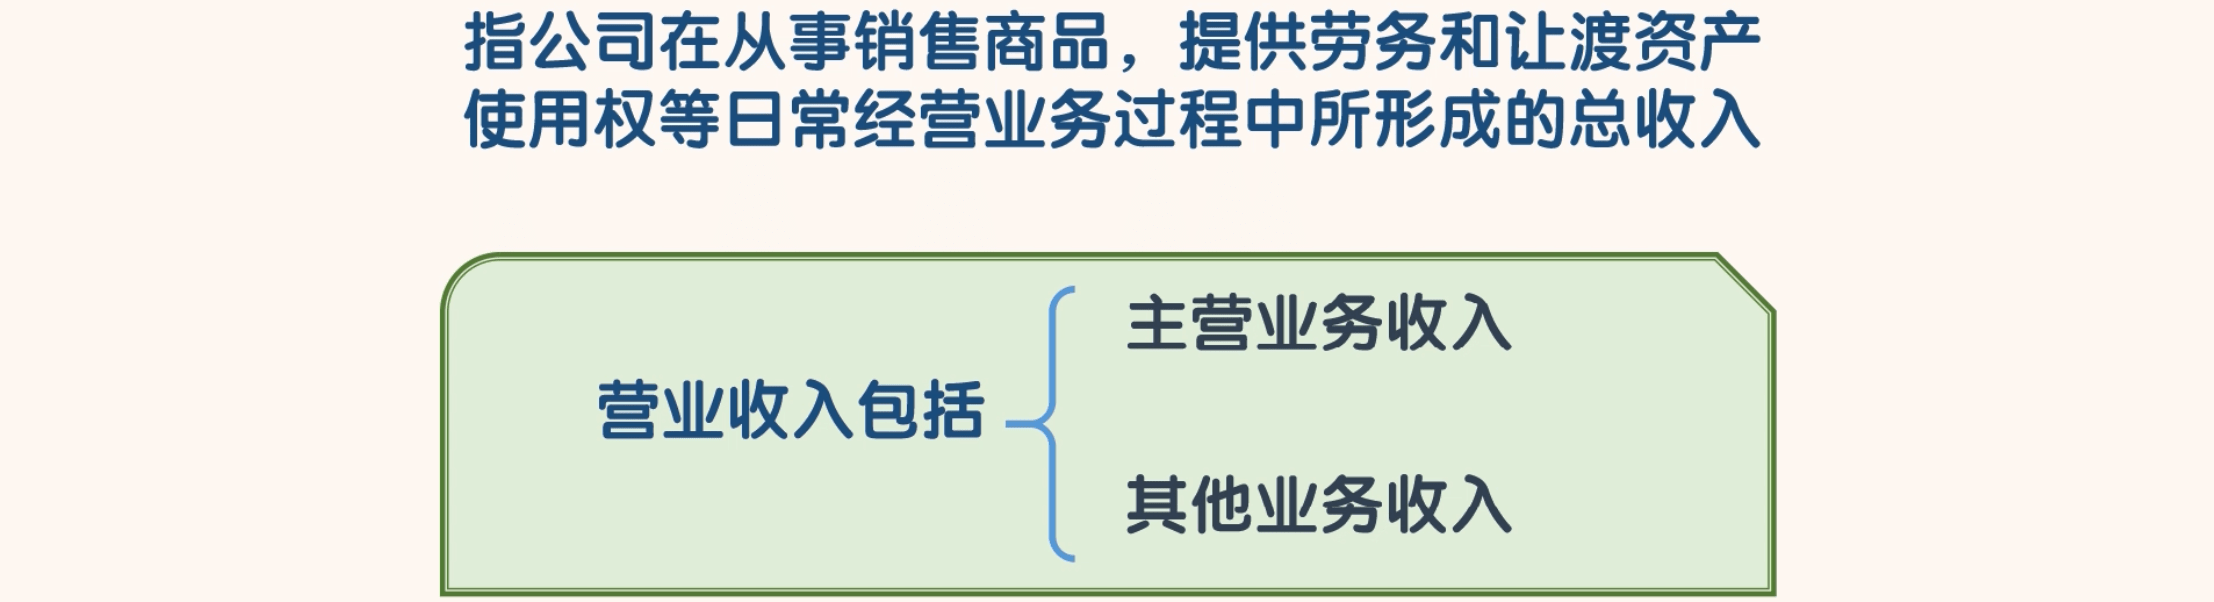 指公司在从事销售商品，提供劳务和让渡资产
使用权等日常经营业务过程中所形成的总收入
主营业务收入
营业收入包括
其他业务收入